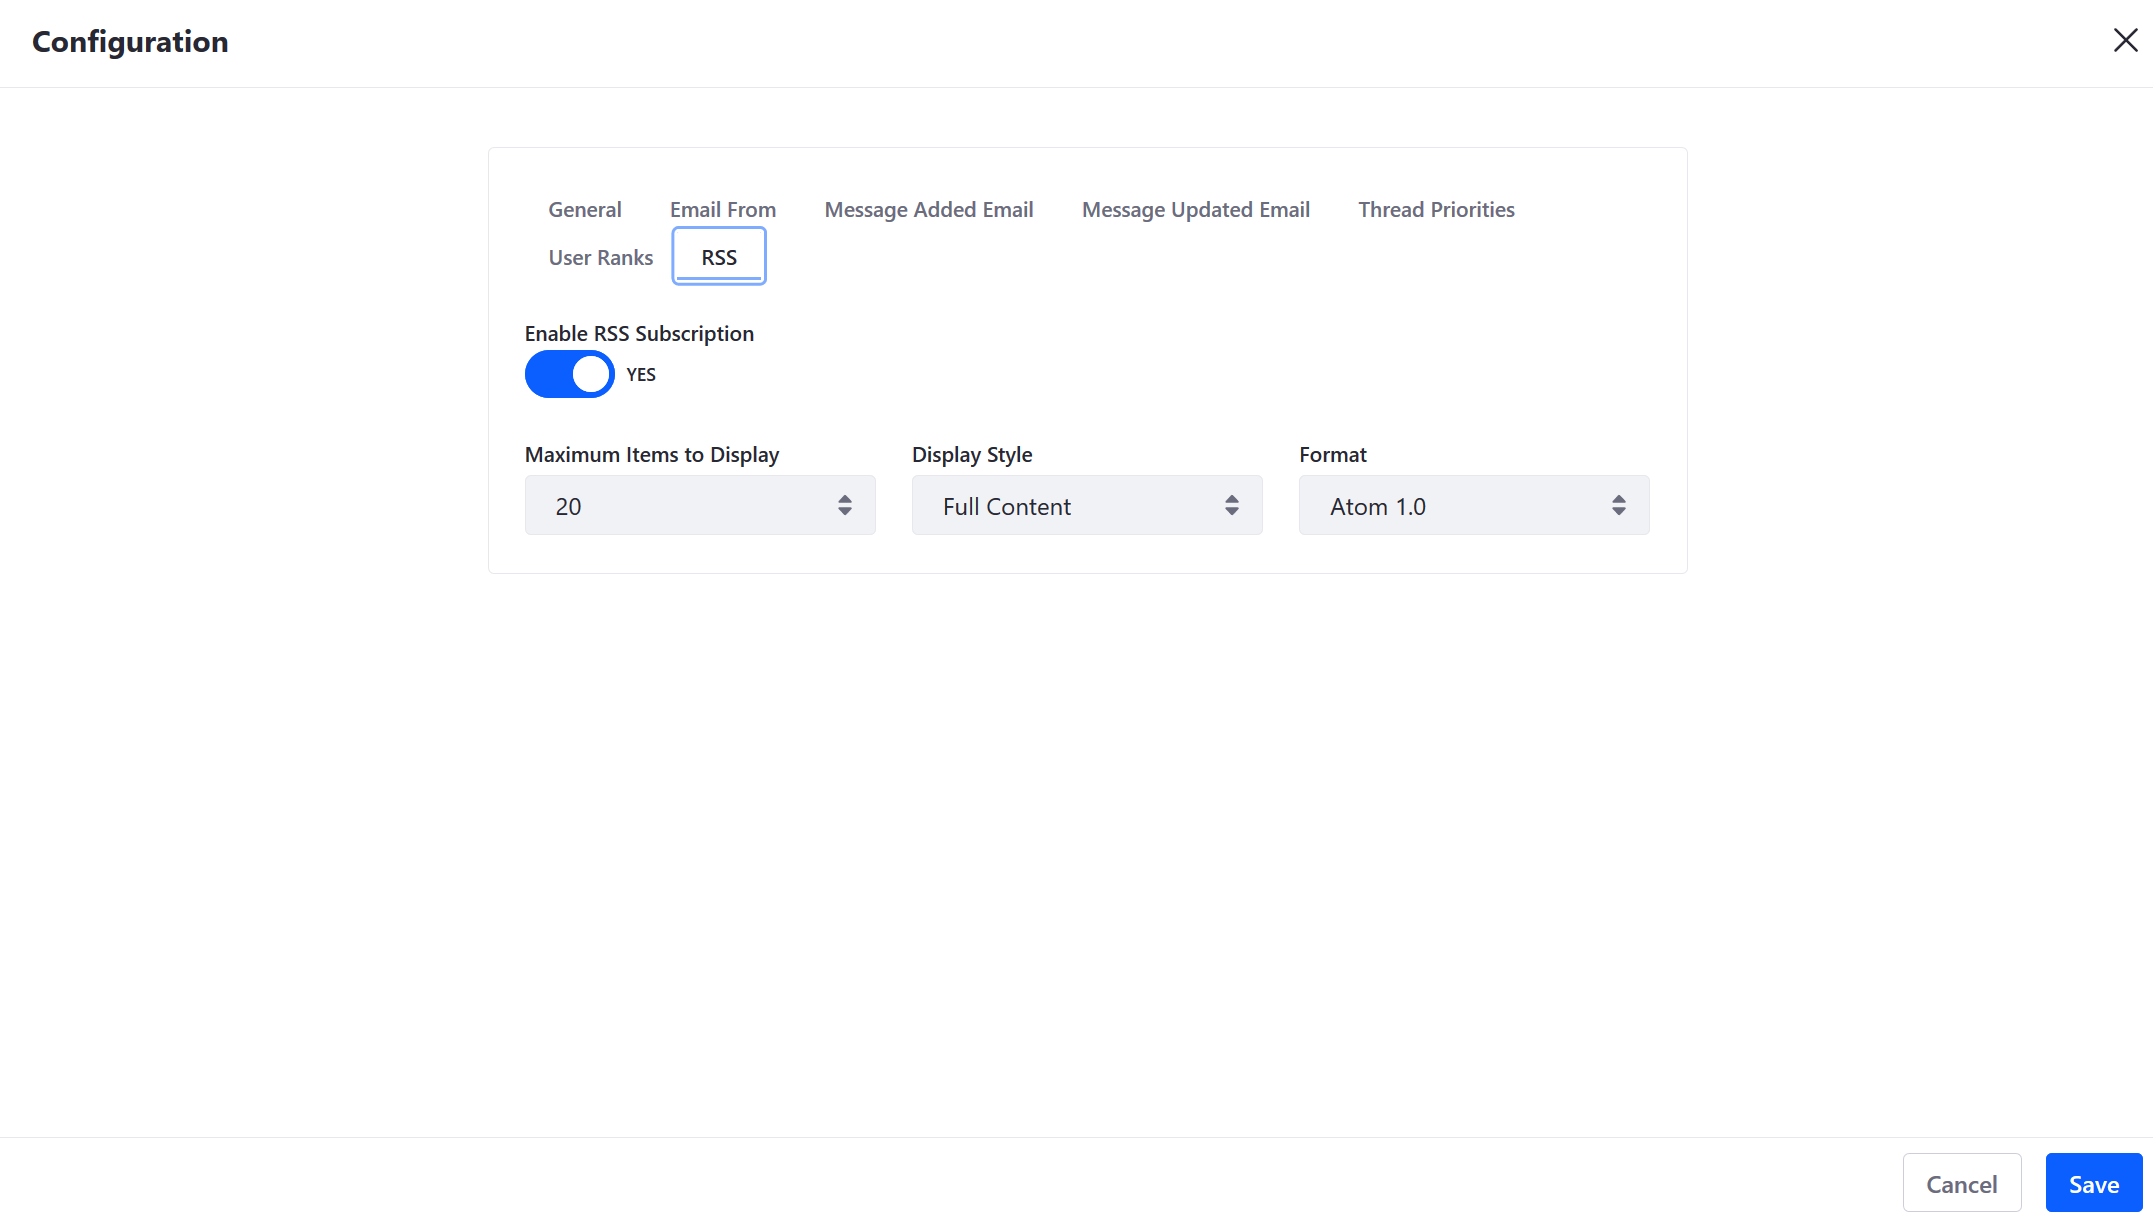 Configuration
General Email From Message Added Email Message Updated Email Thread Priorities
User Ranks RSS
Enable RSS Subscription
YES
Maximum Items to Display Display Style Format
20 Full Content Atom 1.0
Cancel Save